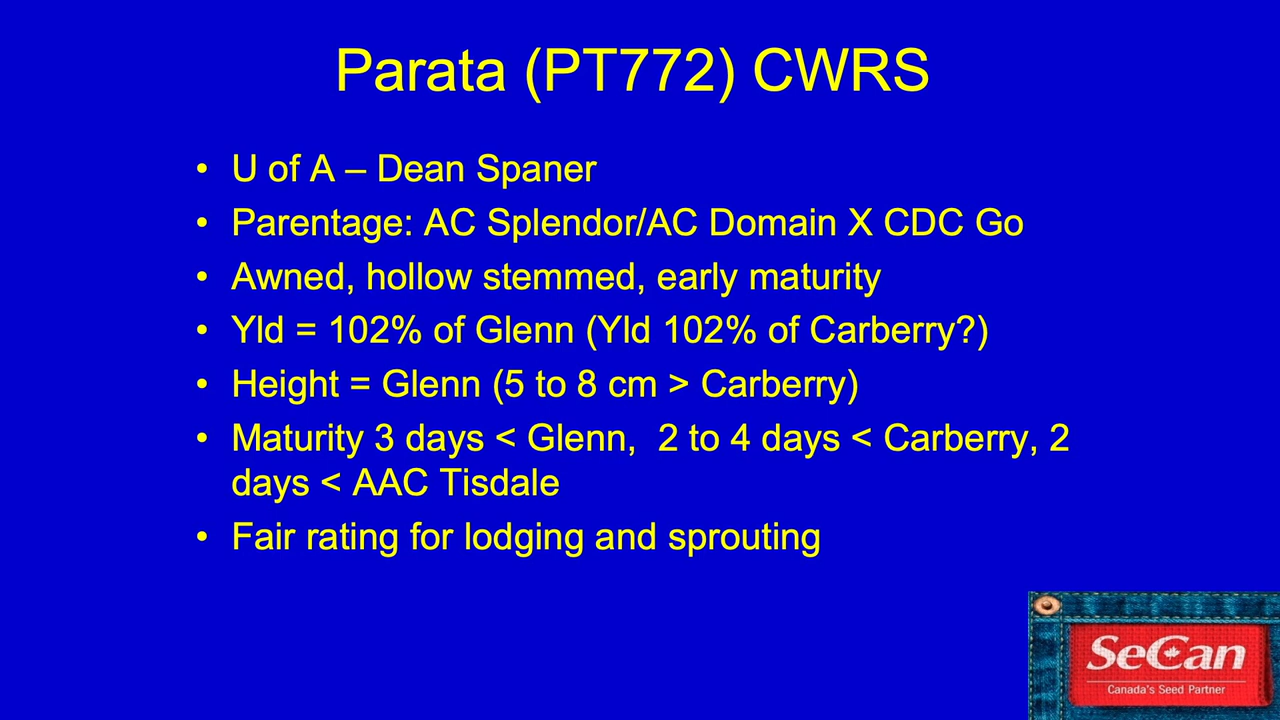 Parata (PT772) CWRS
• U of A – Dean Spaner
• Parentage: AC Splendor/AC Domain X CDC Go
• Awned, hollow stemmed, early maturity
• Yld = 102% of Glenn (Yld 102% of Carberry?)
• Height = Glenn (5 to 8 cm > Carberry)
• Maturity 3 days < Glenn,  2 to 4 days < Carberry, 2
days < AAC Tisdale
• Fair rating for lodging and sprouting
SeCan
Canada's Seed Partner